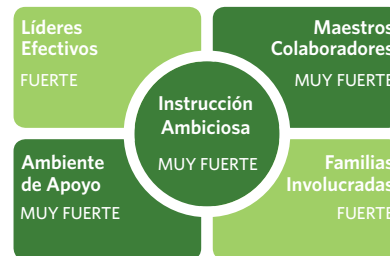 Líderes
Efectivos
FUERTE
Maestros
Colaboradores
MUY FUERTE
Instrucción
Ambiciosa
MUY FUERTE
Ambiente
de Apoyo
MUY FUERTE
Familias
Involucradas
FUERTE